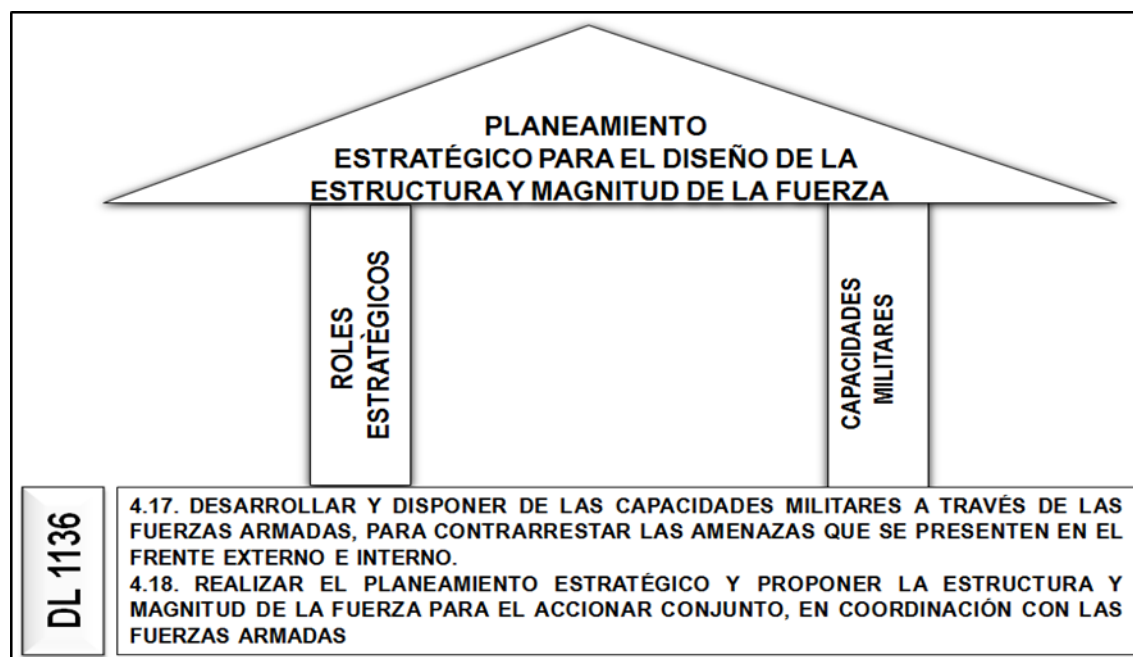 PLANEAMIENTO
ESTRATÉGICO PARA EL DISEÑO DE LA
ESTRUCTURA Y MAGNITUD DE LA FUERZA
ROLES
ESTRATÈGICOS
CAPACIDADES
MILITARES
DL 1136
4.17. DESARROLLAR Y DISPONER DE LAS CAPACIDADES MILITARES A TRAVÉS DE LAS
FUERZAS ARMADAS, PARA CONTRARRESTAR LAS AMENAZAS QUE SE PRESENTEN EN EL
FRENTE EXTERNO E INTERNO.
4.18. REALIZAR EL PLANEAMIENTO ESTRATÉGICO Y PROPONER LA ESTRUCTURA Y
MAGNITUD DE LA FUERZA PARA EL ACCIONAR CONJUNTO, EN COORDINACIÓN CON LAS
FUERZAS ARMADAS